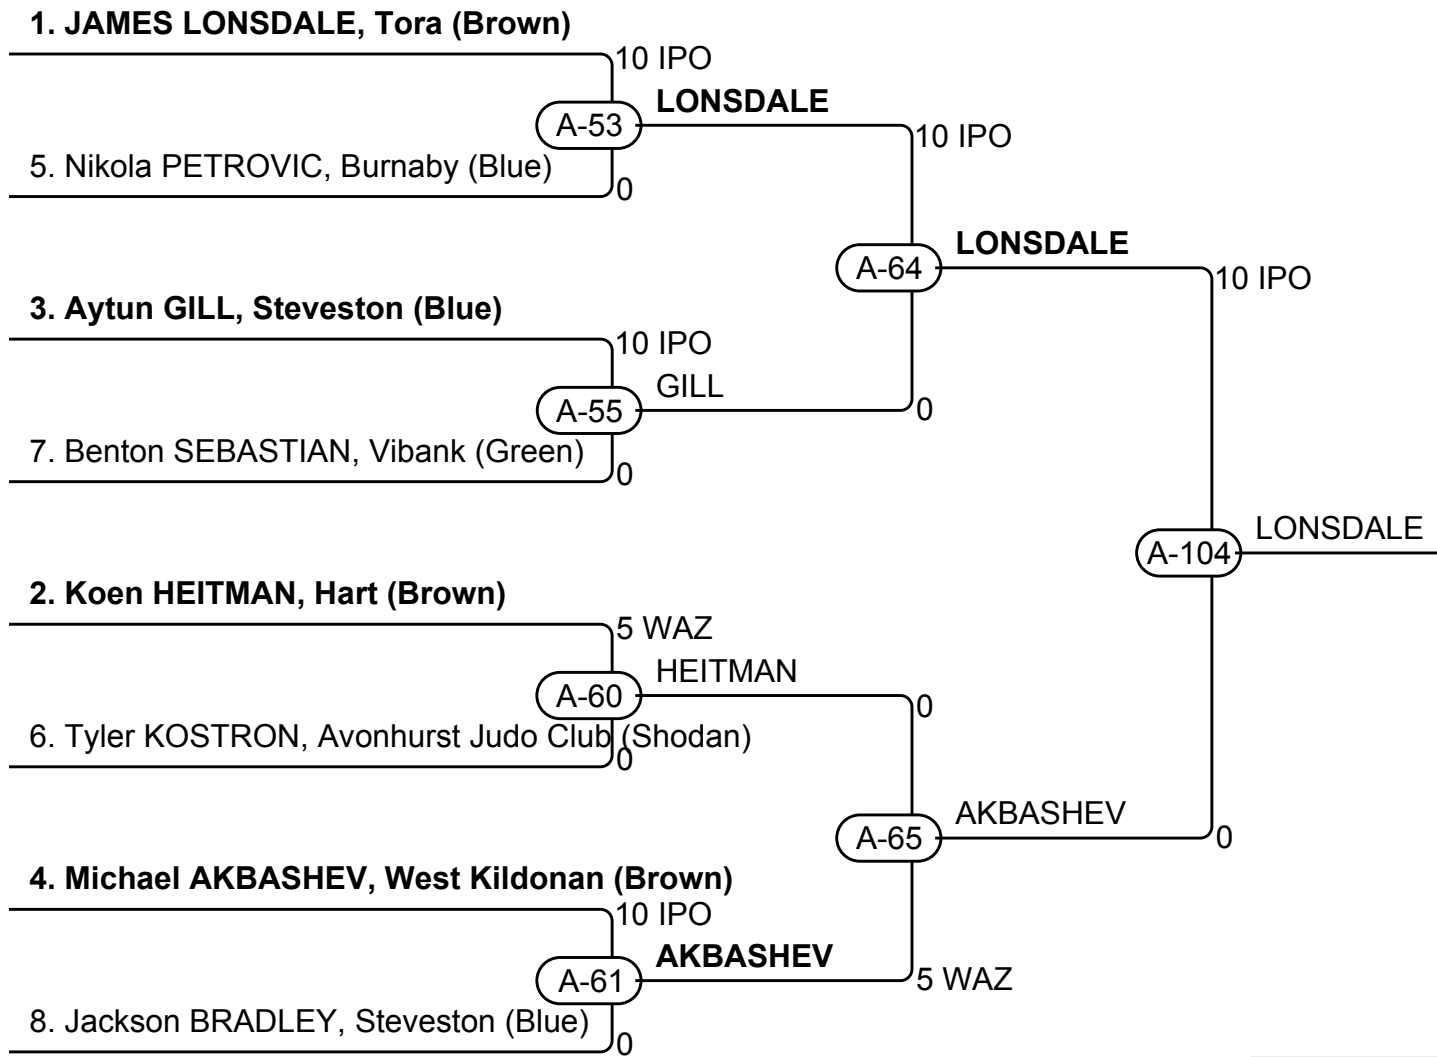 1. JAMES LONSDALE, Tora (Brown)
10 IPO
LONSDALE
A-53
10 IPO
5. Nikola PETROVIC, Burnaby (Blue)
0
LONSDALE
A-64
10 IPO
3. Aytun GILL, Steveston (Blue)
10 IPO
GILL
A-55
0
7. Benton SEBASTIAN, Vibank (Green)
0
LONSDALE
A-104
2. Koen HEITMAN, Hart (Brown)
5 WAZ
HEITMAN
A-60
0
6. Tyler KOSTRON, Avonhurst Judo Club (Shodan)
0
AKBASHEV
A-65
0
4. Michael AKBASHEV, West Kildonan (Brown)
10 IPO
AKBASHEV
A-61
5 WAZ
8. Jackson BRADLEY, Steveston (Blue)
0